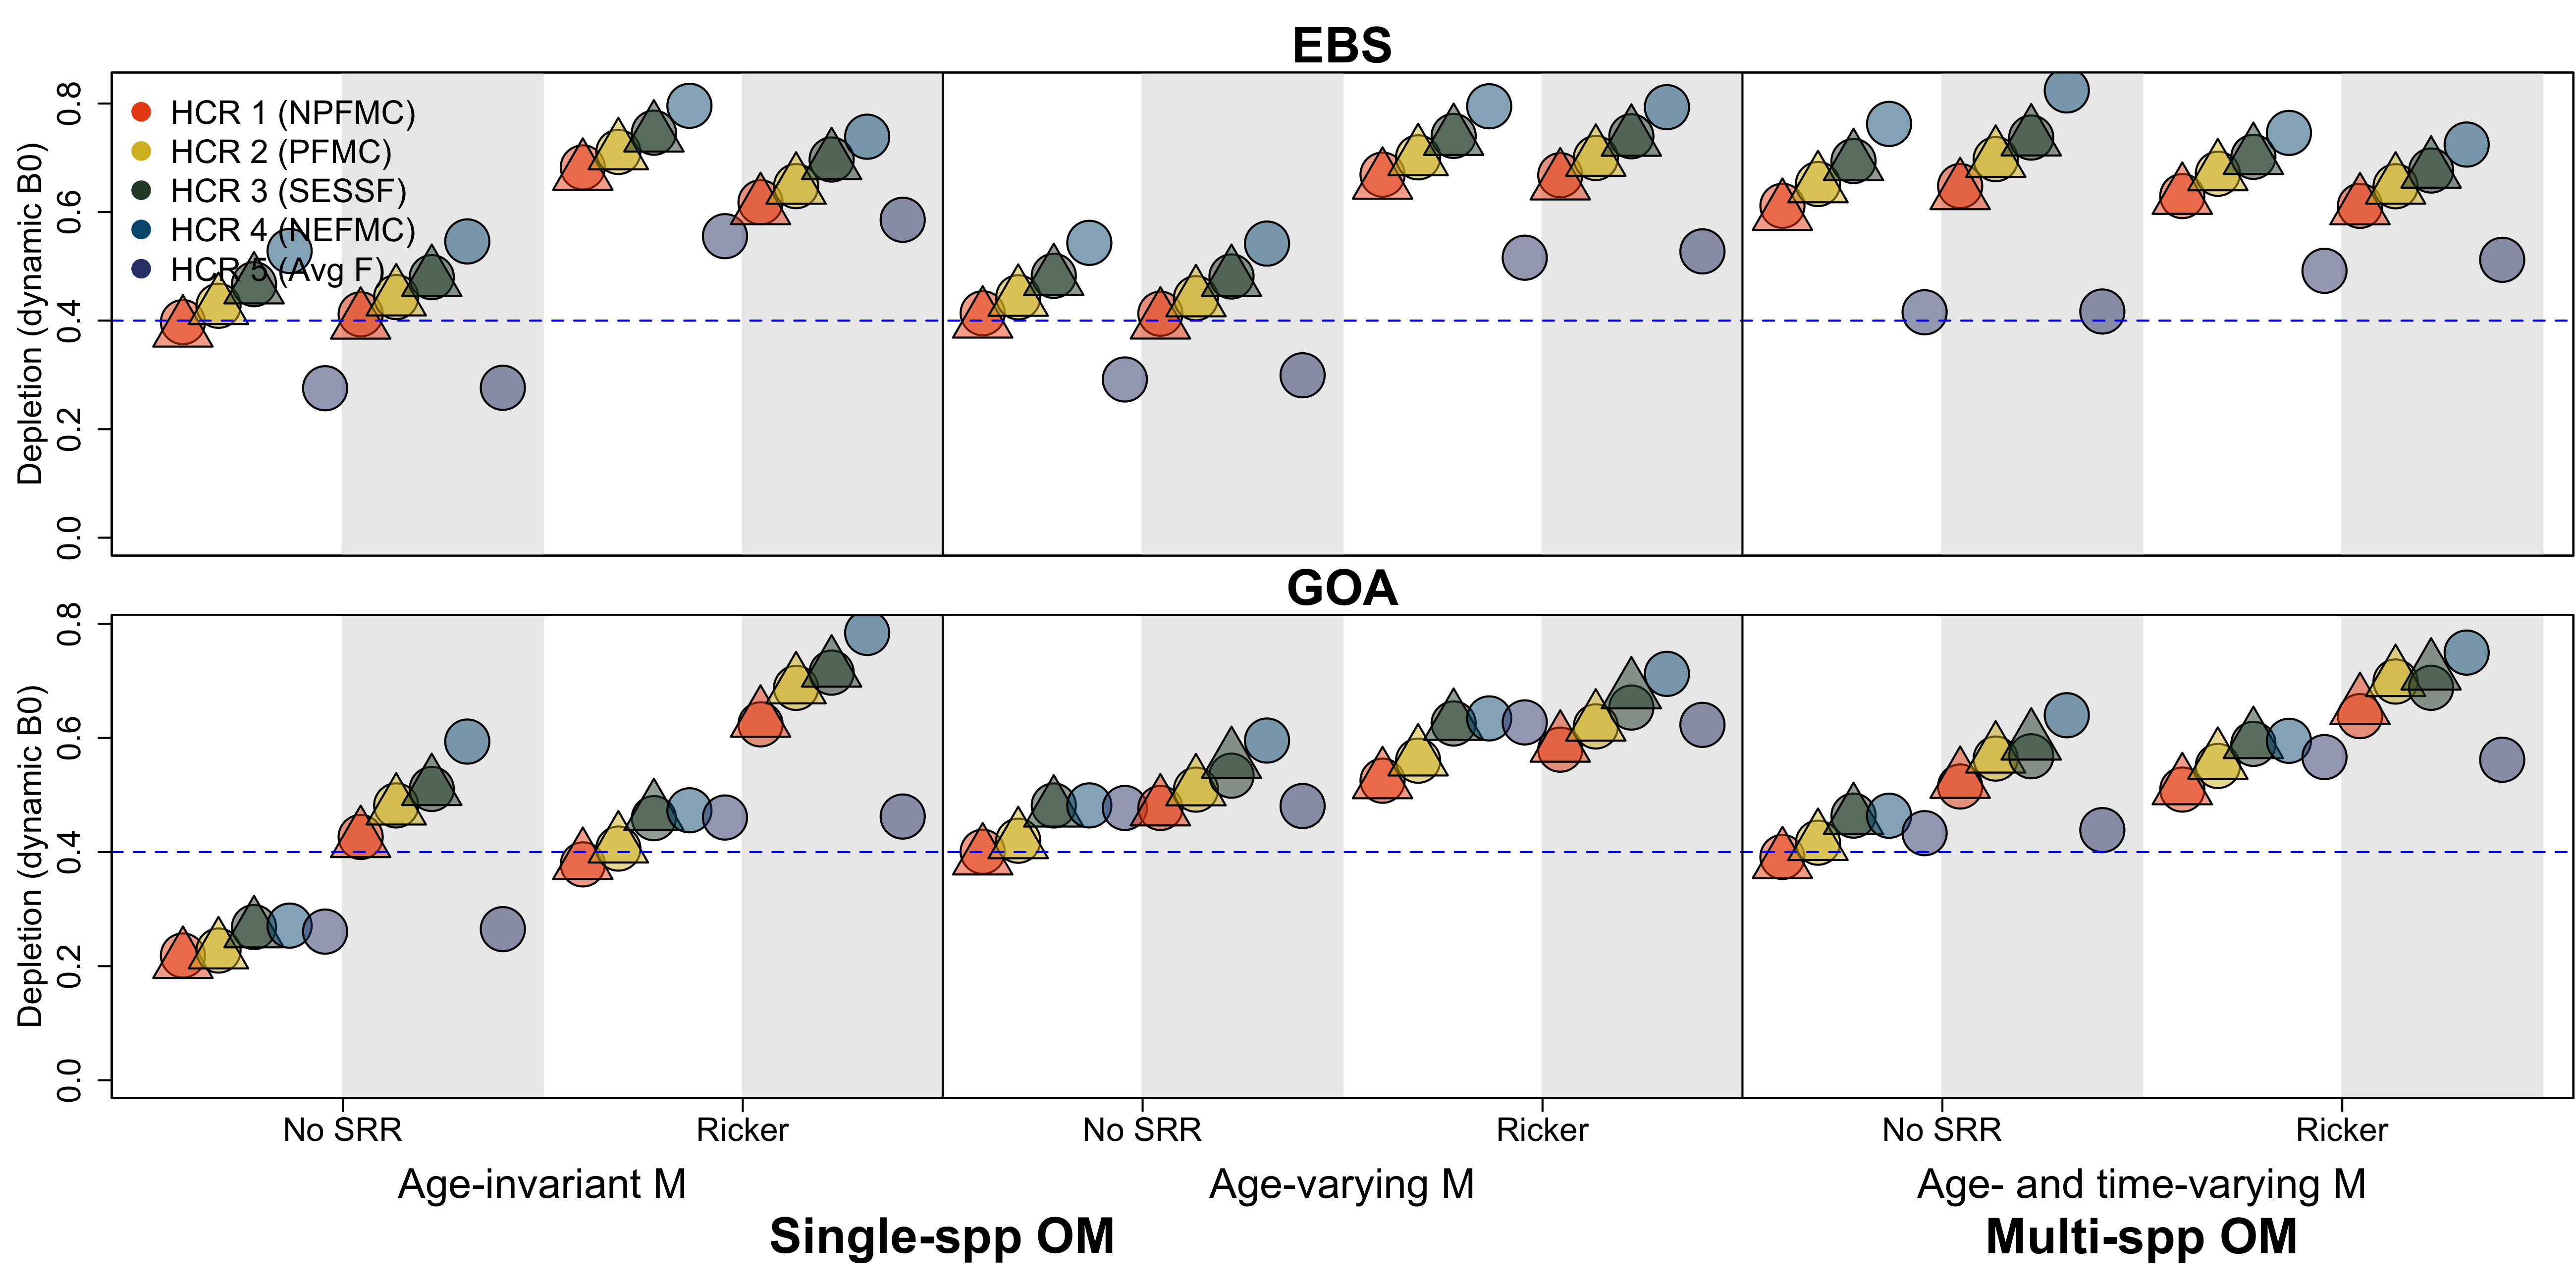 EBS
Depletion (dynamic B0)
0.8
0.6
0.4
0.2
0.0
HCR 1 (NPFMC)
HCR 2 (PFMC)
HCR 3 (SESSF)
HCR 4 (NEFMC)
HCR 5 (Avg F)
GOA
Depletion (dynamic B0)
0.8
0.6
0.4
0.2
0.0
No SRR Ricker No SRR Ricker No SRR Ricker
Age-invariant M Age-varying M Age- and time-varying M
Single-spp OM Multi-spp OM